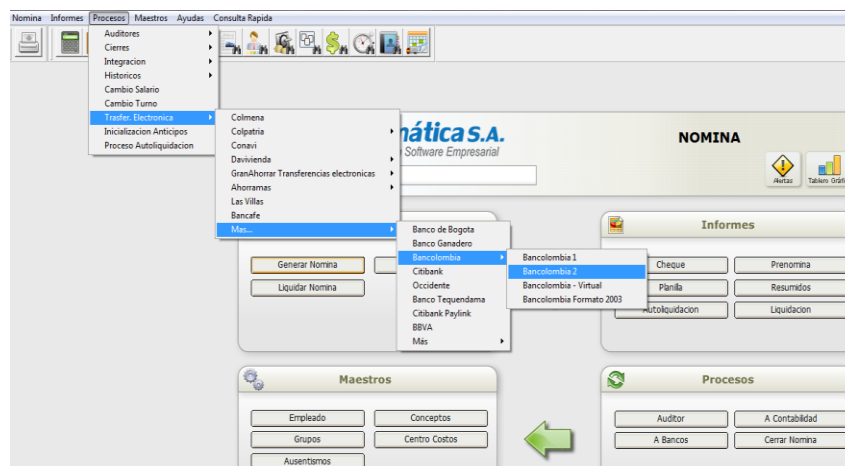 Nomina Informes Procesos Maestros Ayudas Consulta Rapida
Auditores
Cierres
Integracion
Historicos
Cambio Salario
Cambio Turno
Trasfer. Electronica
Inicializacion Anticipos
Proceso Autoliquidacion
Colmena
Colpatria
Conavi
Davivienda
GranAhorrar Transferencias electronicas
Ahorramas
Las Villas
Bancafe
Mas...
Banco de Bogota
Banco Ganadero
Bancolombia
Citibank
Occidente
Banco Tequendama
Citibank Paylink
BBVA
Más
Bancolombia 1
Bancolombia 2
Bancolombia - Virtual
Bancolombia Formato 2003
nática S.A.
Software Empresarial
NOMINA
Alertas
Tablero Gráfi
Generar Nomina
Liquidar Nomina
Informes
Cheque
Prenomina
Planilla
Resumidos
Autoliquidacion
Liquidacion
Maestros
Empleado
Conceptos
Grupos
Centro Costos
Ausentismos
Procesos
Auditor
A Contabilidad
A Bancos
Cerrar Nomina